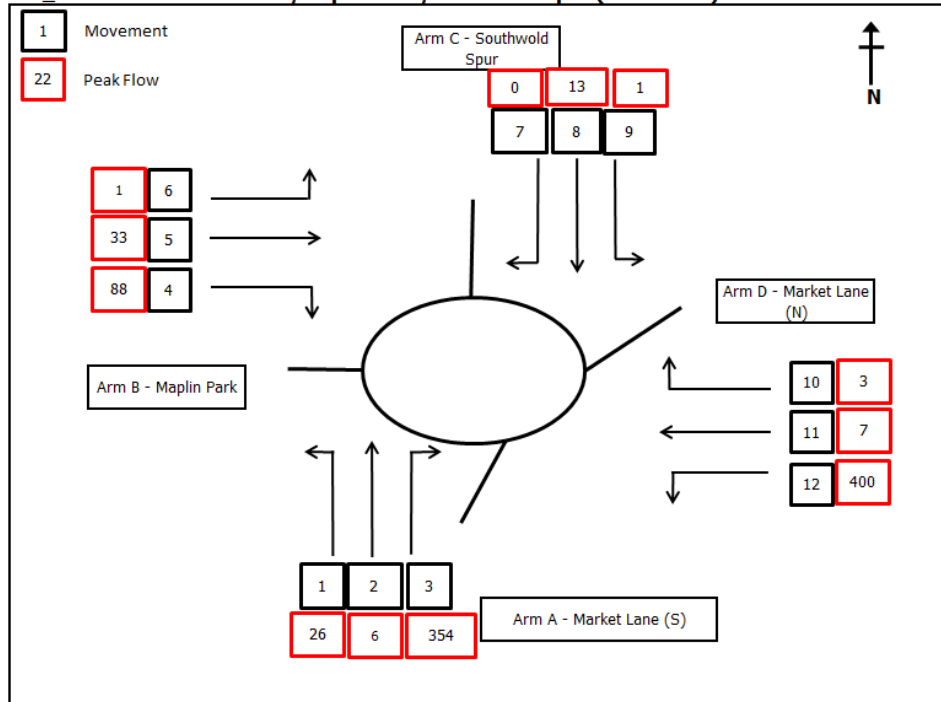 1 Movement
22 Peak Flow
Arm C - Southwold
Spur
N
0 13 1
7 8 9
1 6
33 5
88 4
Arm B - Maplin Park
Arm D - Market Lane
(N)
10 3
11 7
12 400
1 2 3
26 6 354
Arm A - Market Lane (S)